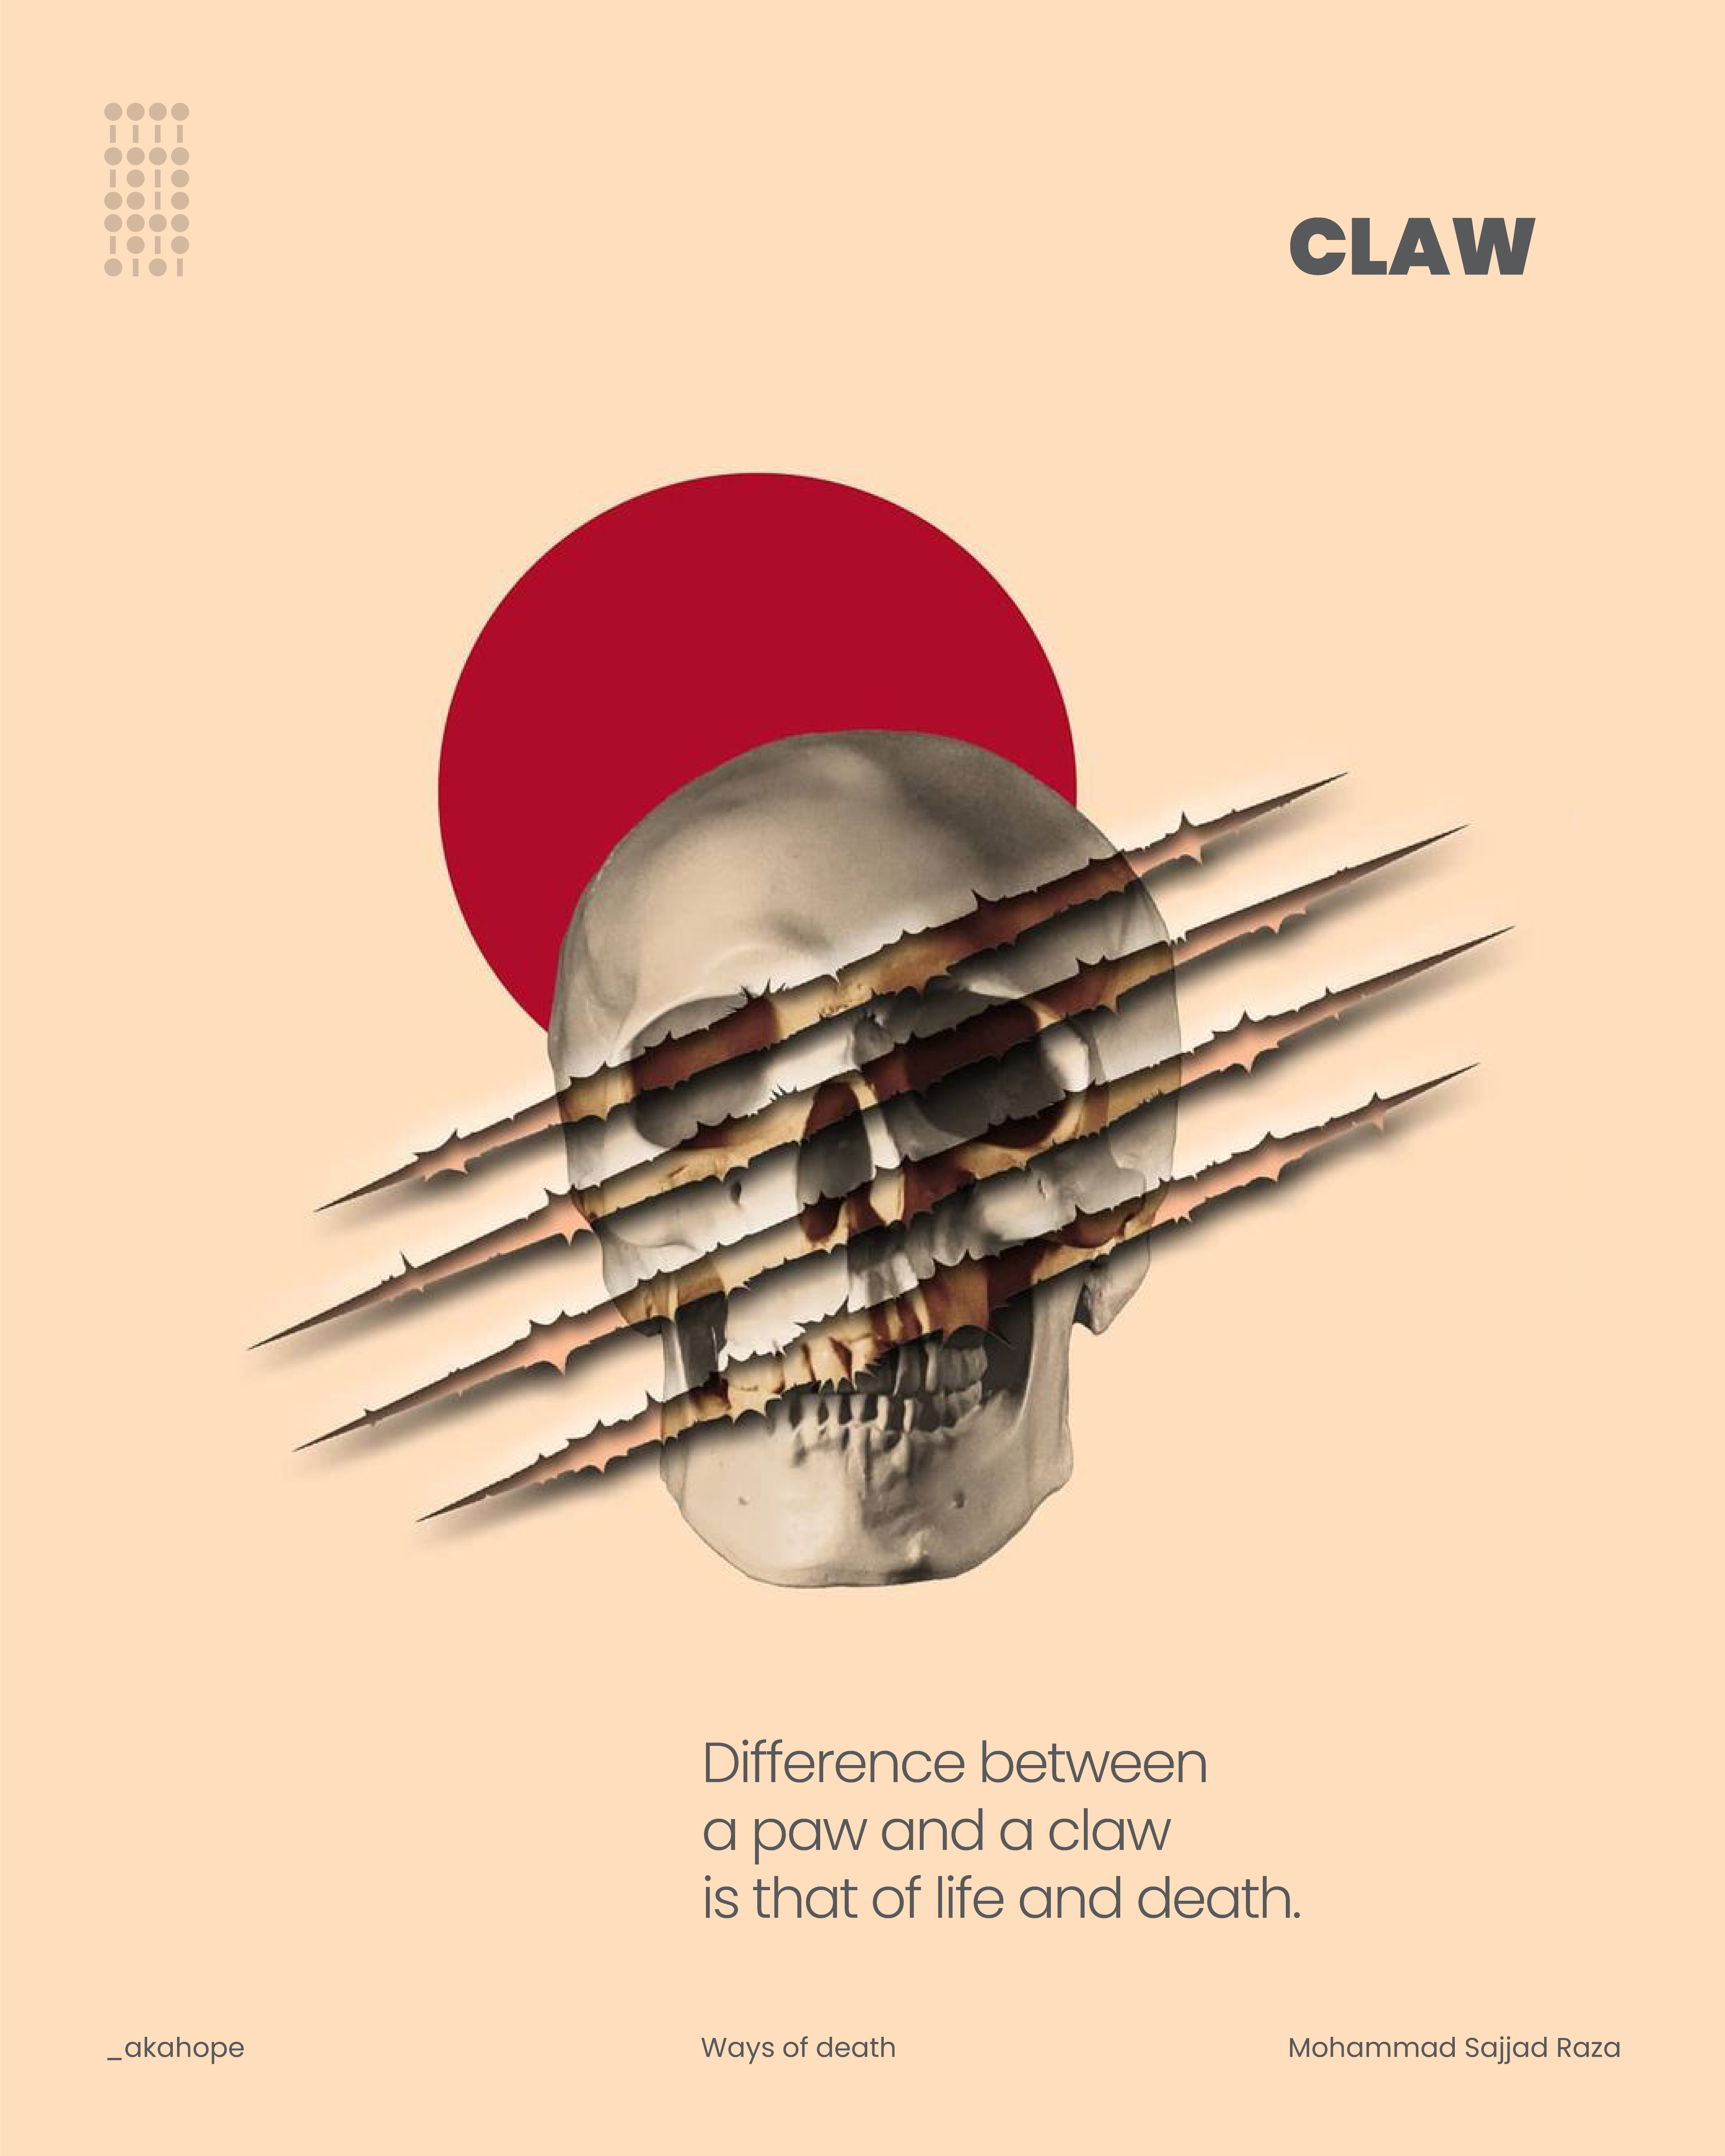 CLAW
Difference between
a paw and a claw
is that of life and death.
_akahope
Ways of death
Mohammad Sajjad Raza